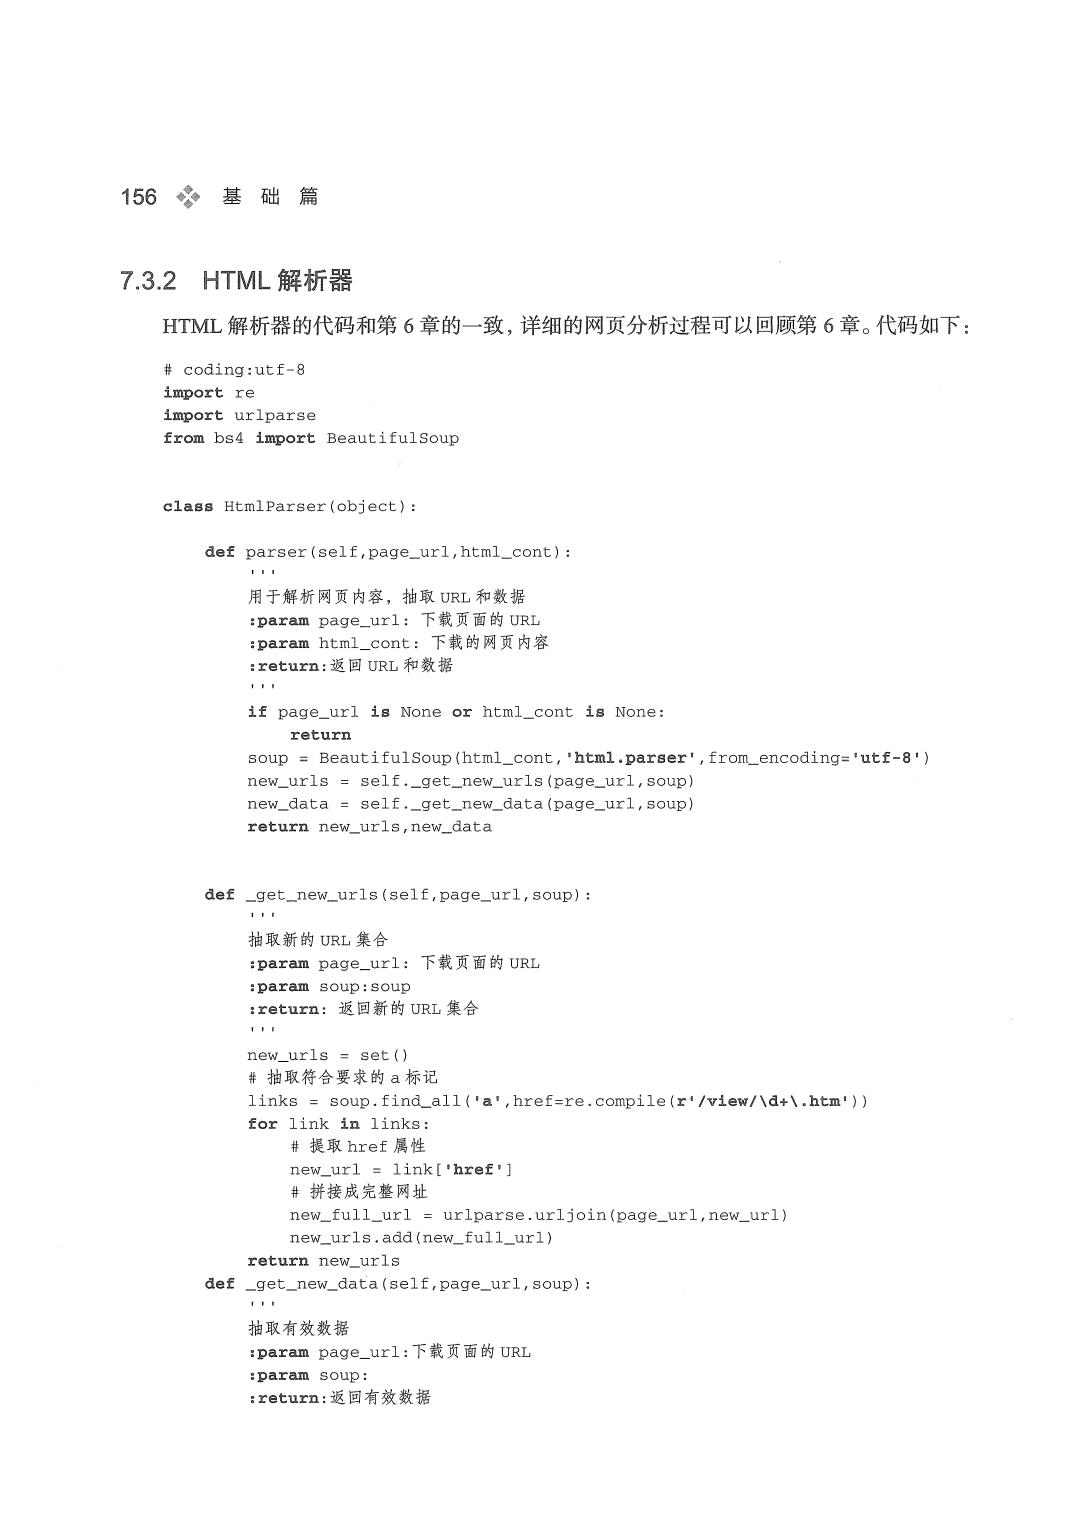 156 基 础 篇
7.3.2 HTML 解析器
HTML 解析器的代码和第 6 章的一致，详细的网页分析过程可以回顾第 6 章。代码如下：
# coding:utf-8
import re
import urlparse
from bs4 import BeautifulSoup
class HtmlParser(object):
    def parser(self,page_url,html_cont):
        '''
        用于解析网页内容，抽取 URL 和数据
        :param page_url: 下载页面的 URL
        :param html_cont: 下载的网页内容
        :return:返回 URL 和数据
        '''
        if page_url is None or html_cont is None:
            return
        soup = BeautifulSoup(html_cont,'html.parser',from_encoding='utf-8')
        new_urls = self._get_new_urls(page_url,soup)
        new_data = self._get_new_data(page_url,soup)
        return new_urls,new_data
    def _get_new_urls(self,page_url,soup):
        '''
        抽取新的 URL 集合
        :param page_url: 下载页面的 URL
        :param soup:soup
        :return: 返回新的 URL 集合
        '''
        new_urls = set()
        # 抽取符合要求的 a 标记
        links = soup.find_all('a',href=re.compile(r'/view/\d+\.htm'))
        for link in links:
            # 提取 href 属性
            new_url = link['href']
            # 拼接成完整网址
            new_full_url = urlparse.urljoin(page_url,new_url)
            new_urls.add(new_full_url)
        return new_urls
    def _get_new_data(self,page_url,soup):
        '''
        抽取有效数据
        :param page_url:下载页面的 URL
        :param soup:
        :return:返回有效数据